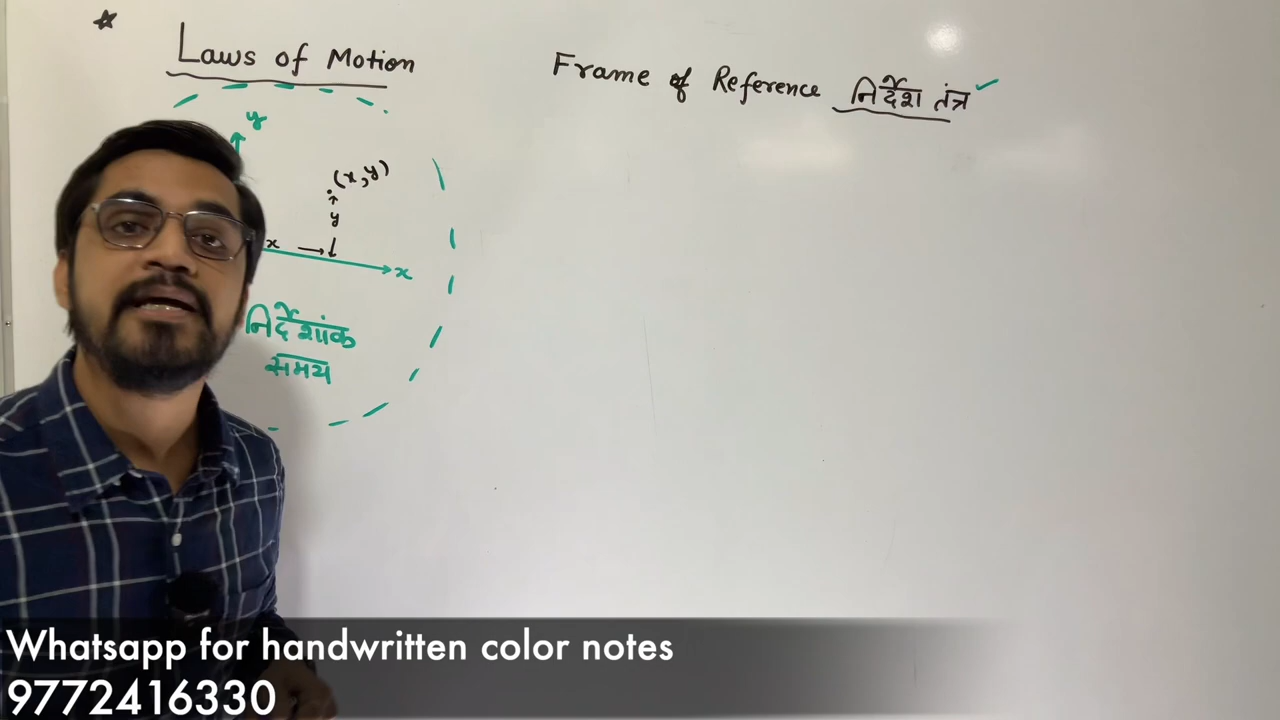 Laws of Motion
Frame of Reference निर्देश तंत्र
y
(x,y)
y
x
x
निर्देशांक
समय
Whatsapp for handwritten color notes
9772416330